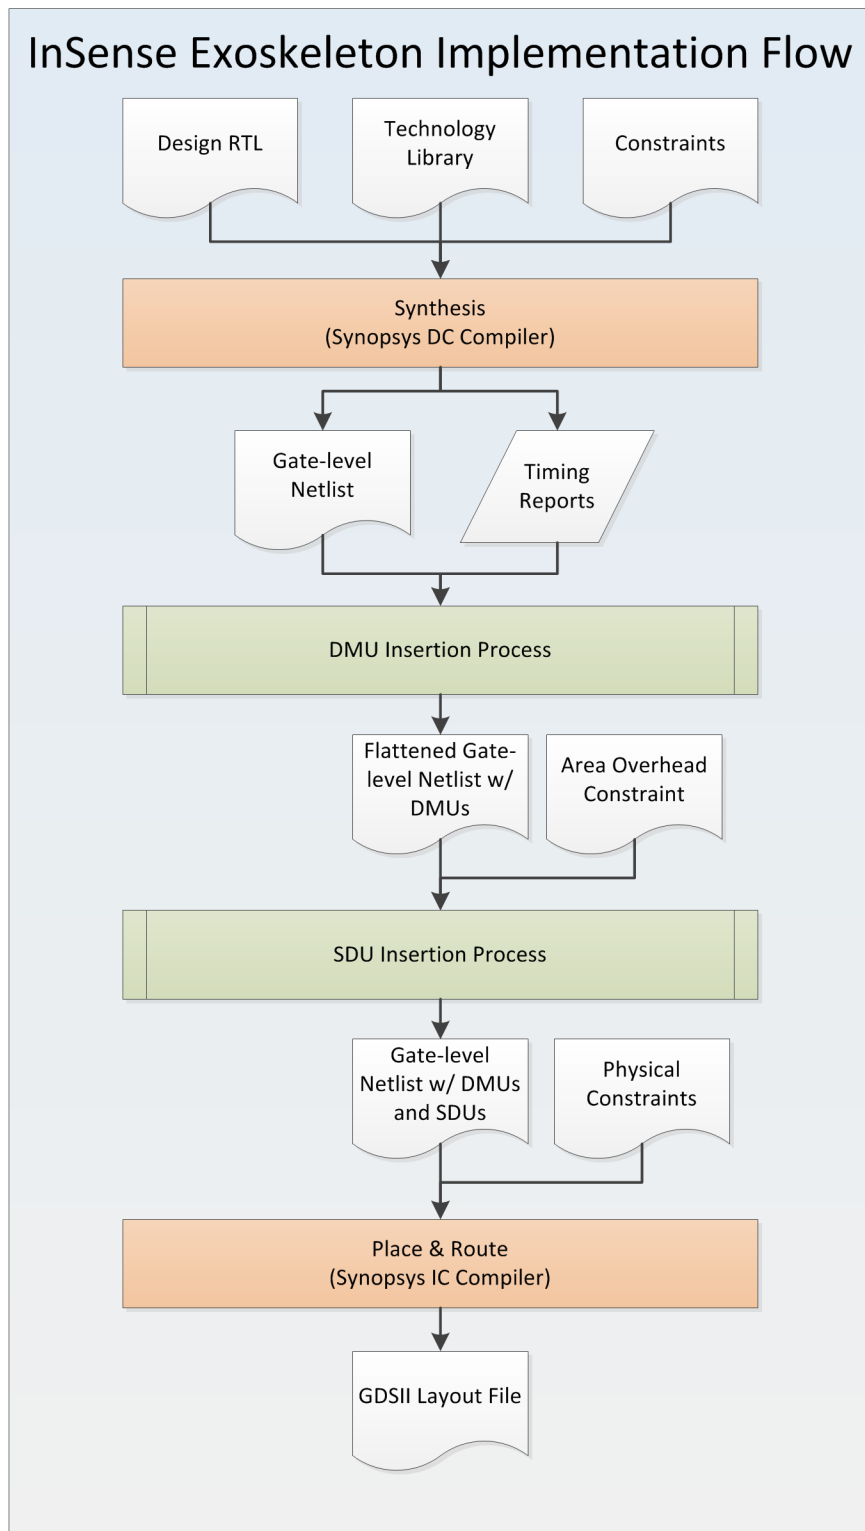 InSense Exoskeleton Implementation Flow
Design RTL
Technology
Library
Constraints
Synthesis
(Synopsys DC Compiler)
Gate-level
Netlist
Timing
Reports
DMU Insertion Process
Flattened Gate-
level Netlist w/
DMUs
Area Overhead
Constraint
SDU Insertion Process
Gate-level
Netlist w/ DMUs
and SDUs
Physical
Constraints
Place & Route
(Synopsys IC Compiler)
GDSII Layout File